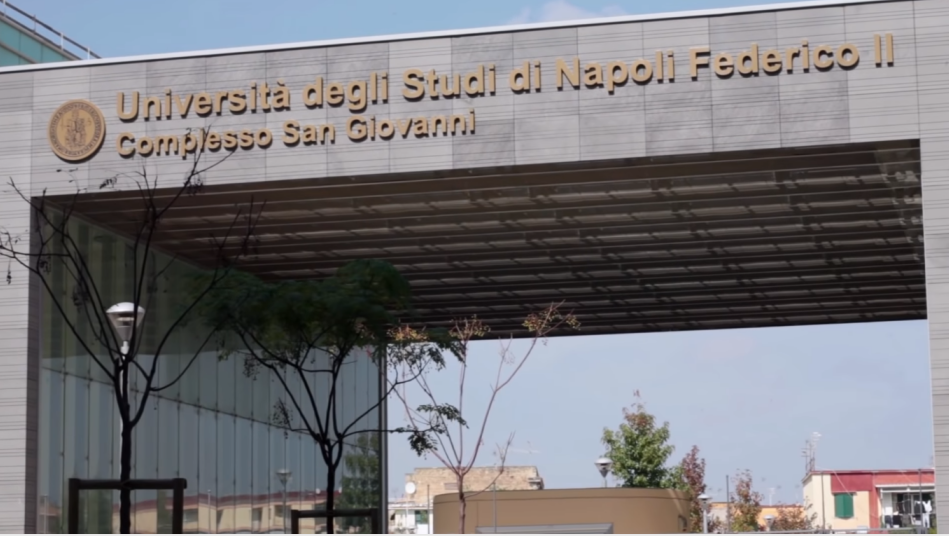 Università degli Studi di Napoli Federico II
Complesso San Giovanni